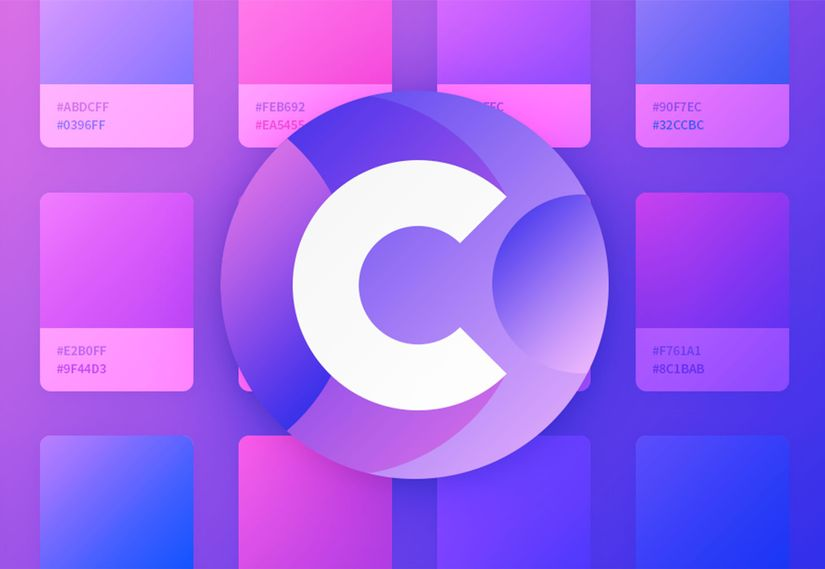 #ABDCFF
#0396FF
#FEB692
#EA5455
#90F7EC
#32CCBC
C
#E2B0FF
#9F44D3
#F761A1
#8C1BAB